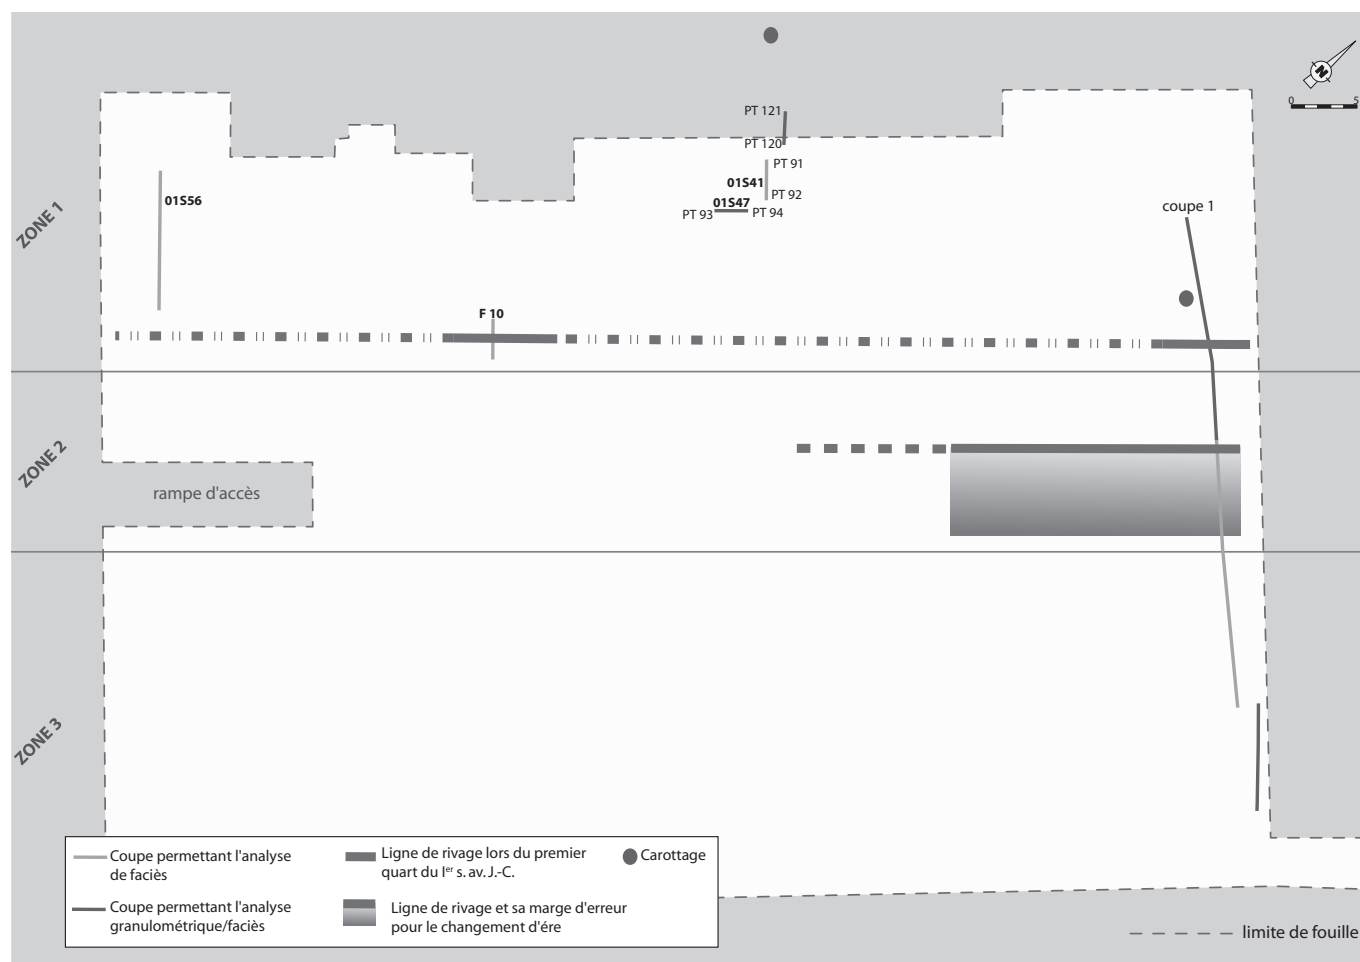 N
0 5
PT 121
PT 120
PT 91
01S41
PT 92
01S47
PT 93
PT 94
01S56
coupe 1
ZONE 1
F 10
ZONE 2
rampe d'accès
ZONE 3
Coupe permettant l'analyse
de faciès
Coupe permettant l'analyse
granulométrique/faciès
Ligne de rivage lors du premier
quart du Ier s. av. J.-C.
Ligne de rivage et sa marge d'erreur
pour le changement d'ére
Carottage
limite de fouille